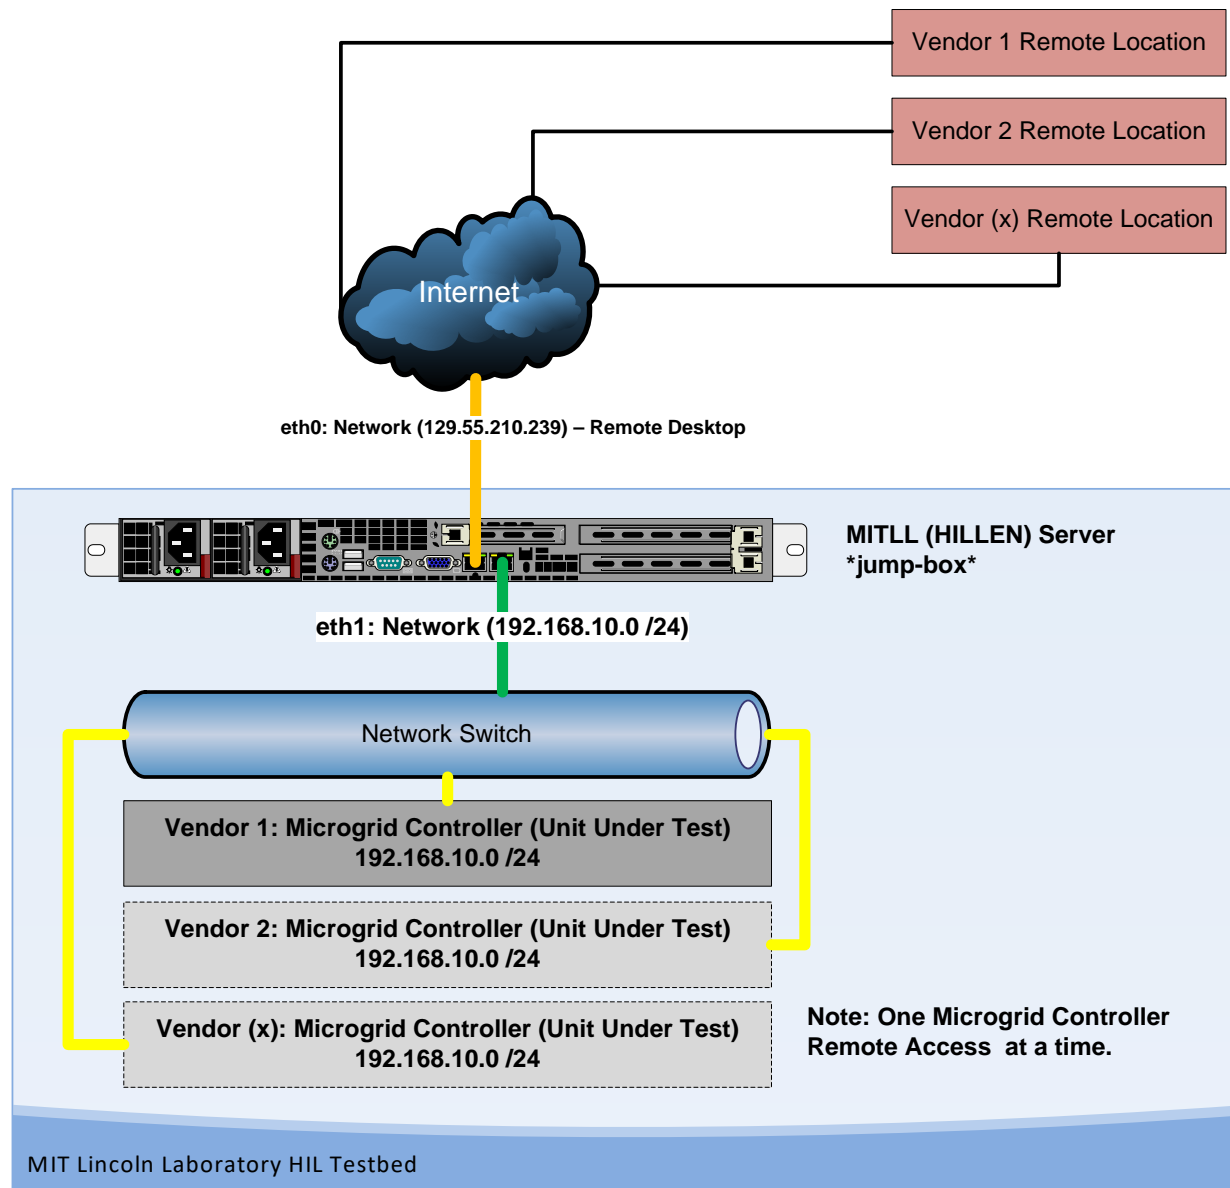 Vendor 1 Remote Location
Vendor 2 Remote Location
Vendor (x) Remote Location
Internet
eth0: Network (129.55.210.239) – Remote Desktop
MITLL (HILLEN) Server
*jump-box*
eth1: Network (192.168.10.0 /24)
Network Switch
Vendor 1: Microgrid Controller (Unit Under Test)
192.168.10.0 /24
Vendor 2: Microgrid Controller (Unit Under Test)
192.168.10.0 /24
Vendor (x): Microgrid Controller (Unit Under Test)
192.168.10.0 /24
Note: One Microgrid Controller
Remote Access at a time.
MIT Lincoln Laboratory HIL Testbed